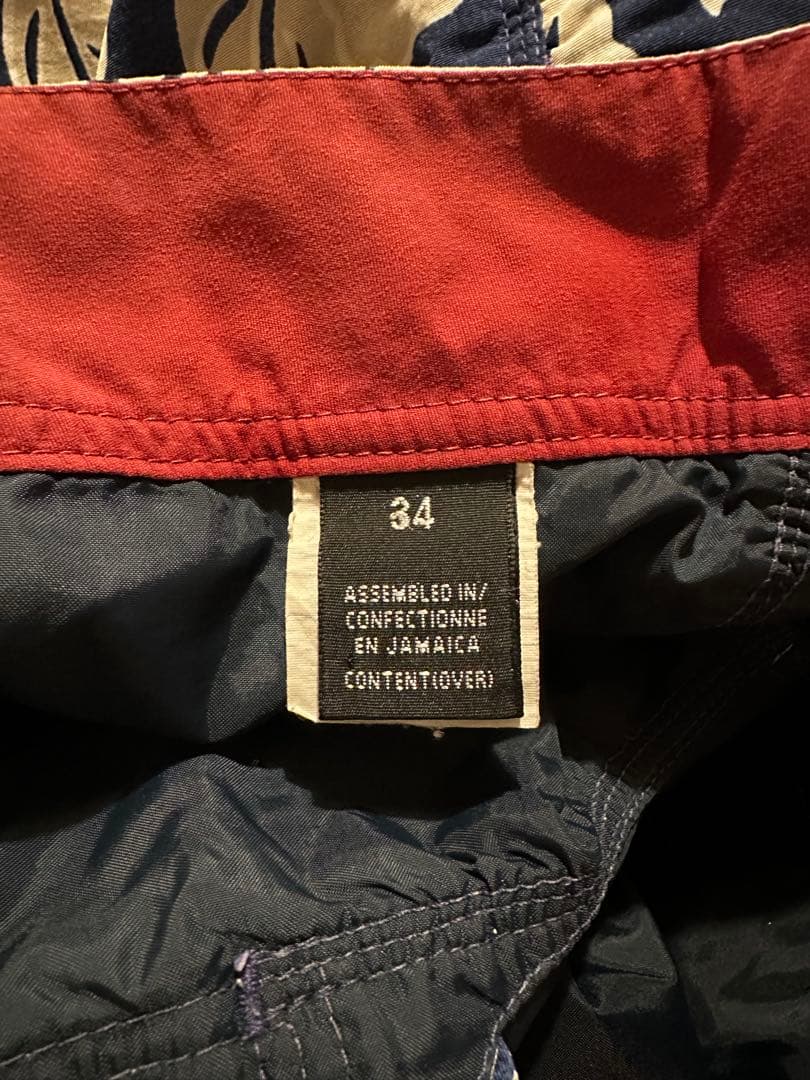 34
ASSEMBLED IN/
CONFECTIONNE
EN JAMAICA
CONTENT(OVER)